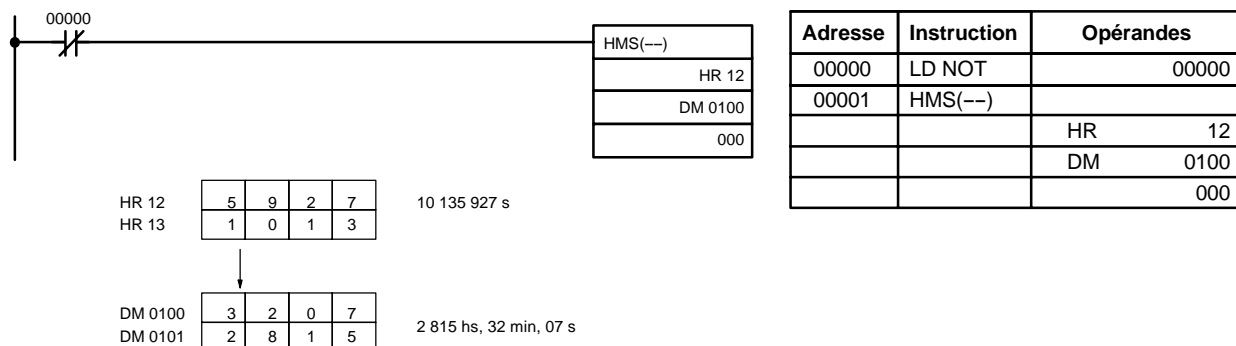 00000
HMS(−−)
HR 12
DM 0100
000
Adresse Instruction Opérandes
00000 LD NOT 00000
00001 HMS(−−)
HR 12
DM 0100
000
HR 12 5 9 2 7 10 135 927 s
HR 13 1 0 1 3
DM 0100 3 2 0 7
DM 0101 2 8 1 5
2 815 hs, 32 min, 07 s